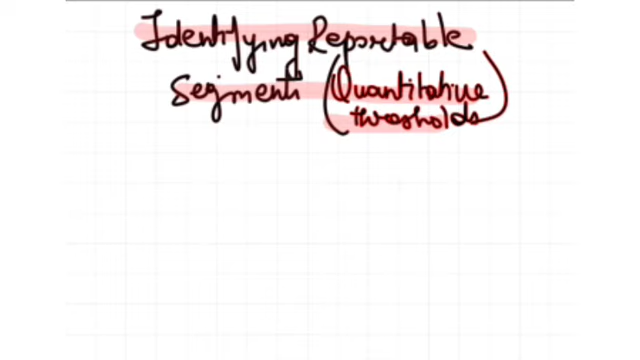 Identifying Reportable
Segments (Quantitative
thresholds)